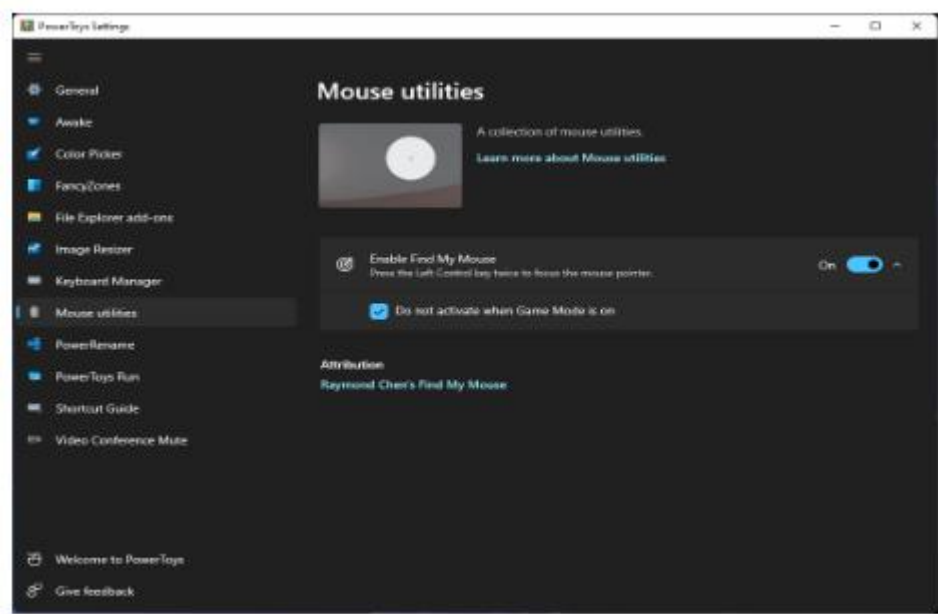 PowerToys Settings
General
Awake
Color Picker
FancyZones
File Explorer add-ons
Image Resizer
Keyboard Manager
Mouse utilities
PowerRename
PowerToys Run
Shortcut Guide
Video Conference Mute
Welcome to PowerToys
Give feedback
Mouse utilities
A collection of mouse utilities.
Learn more about Mouse utilities
Enable Find My Mouse
Press the Left Control key twice to focus the mouse pointer.
On
Do not activate when Game Mode is on
Attribution
Raymond Chen's Find My Mouse